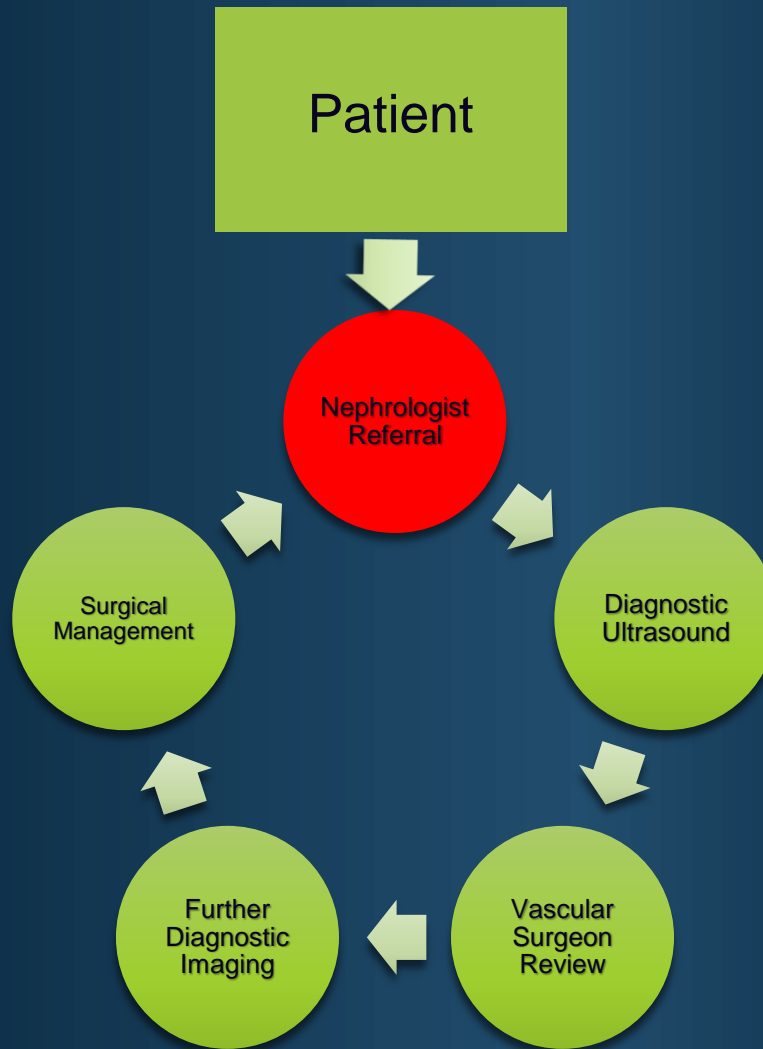 Patient
Nephrologist
Referral
Diagnostic
Ultrasound
Vascular
Surgeon
Review
Further
Diagnostic
Imaging
Surgical
Management